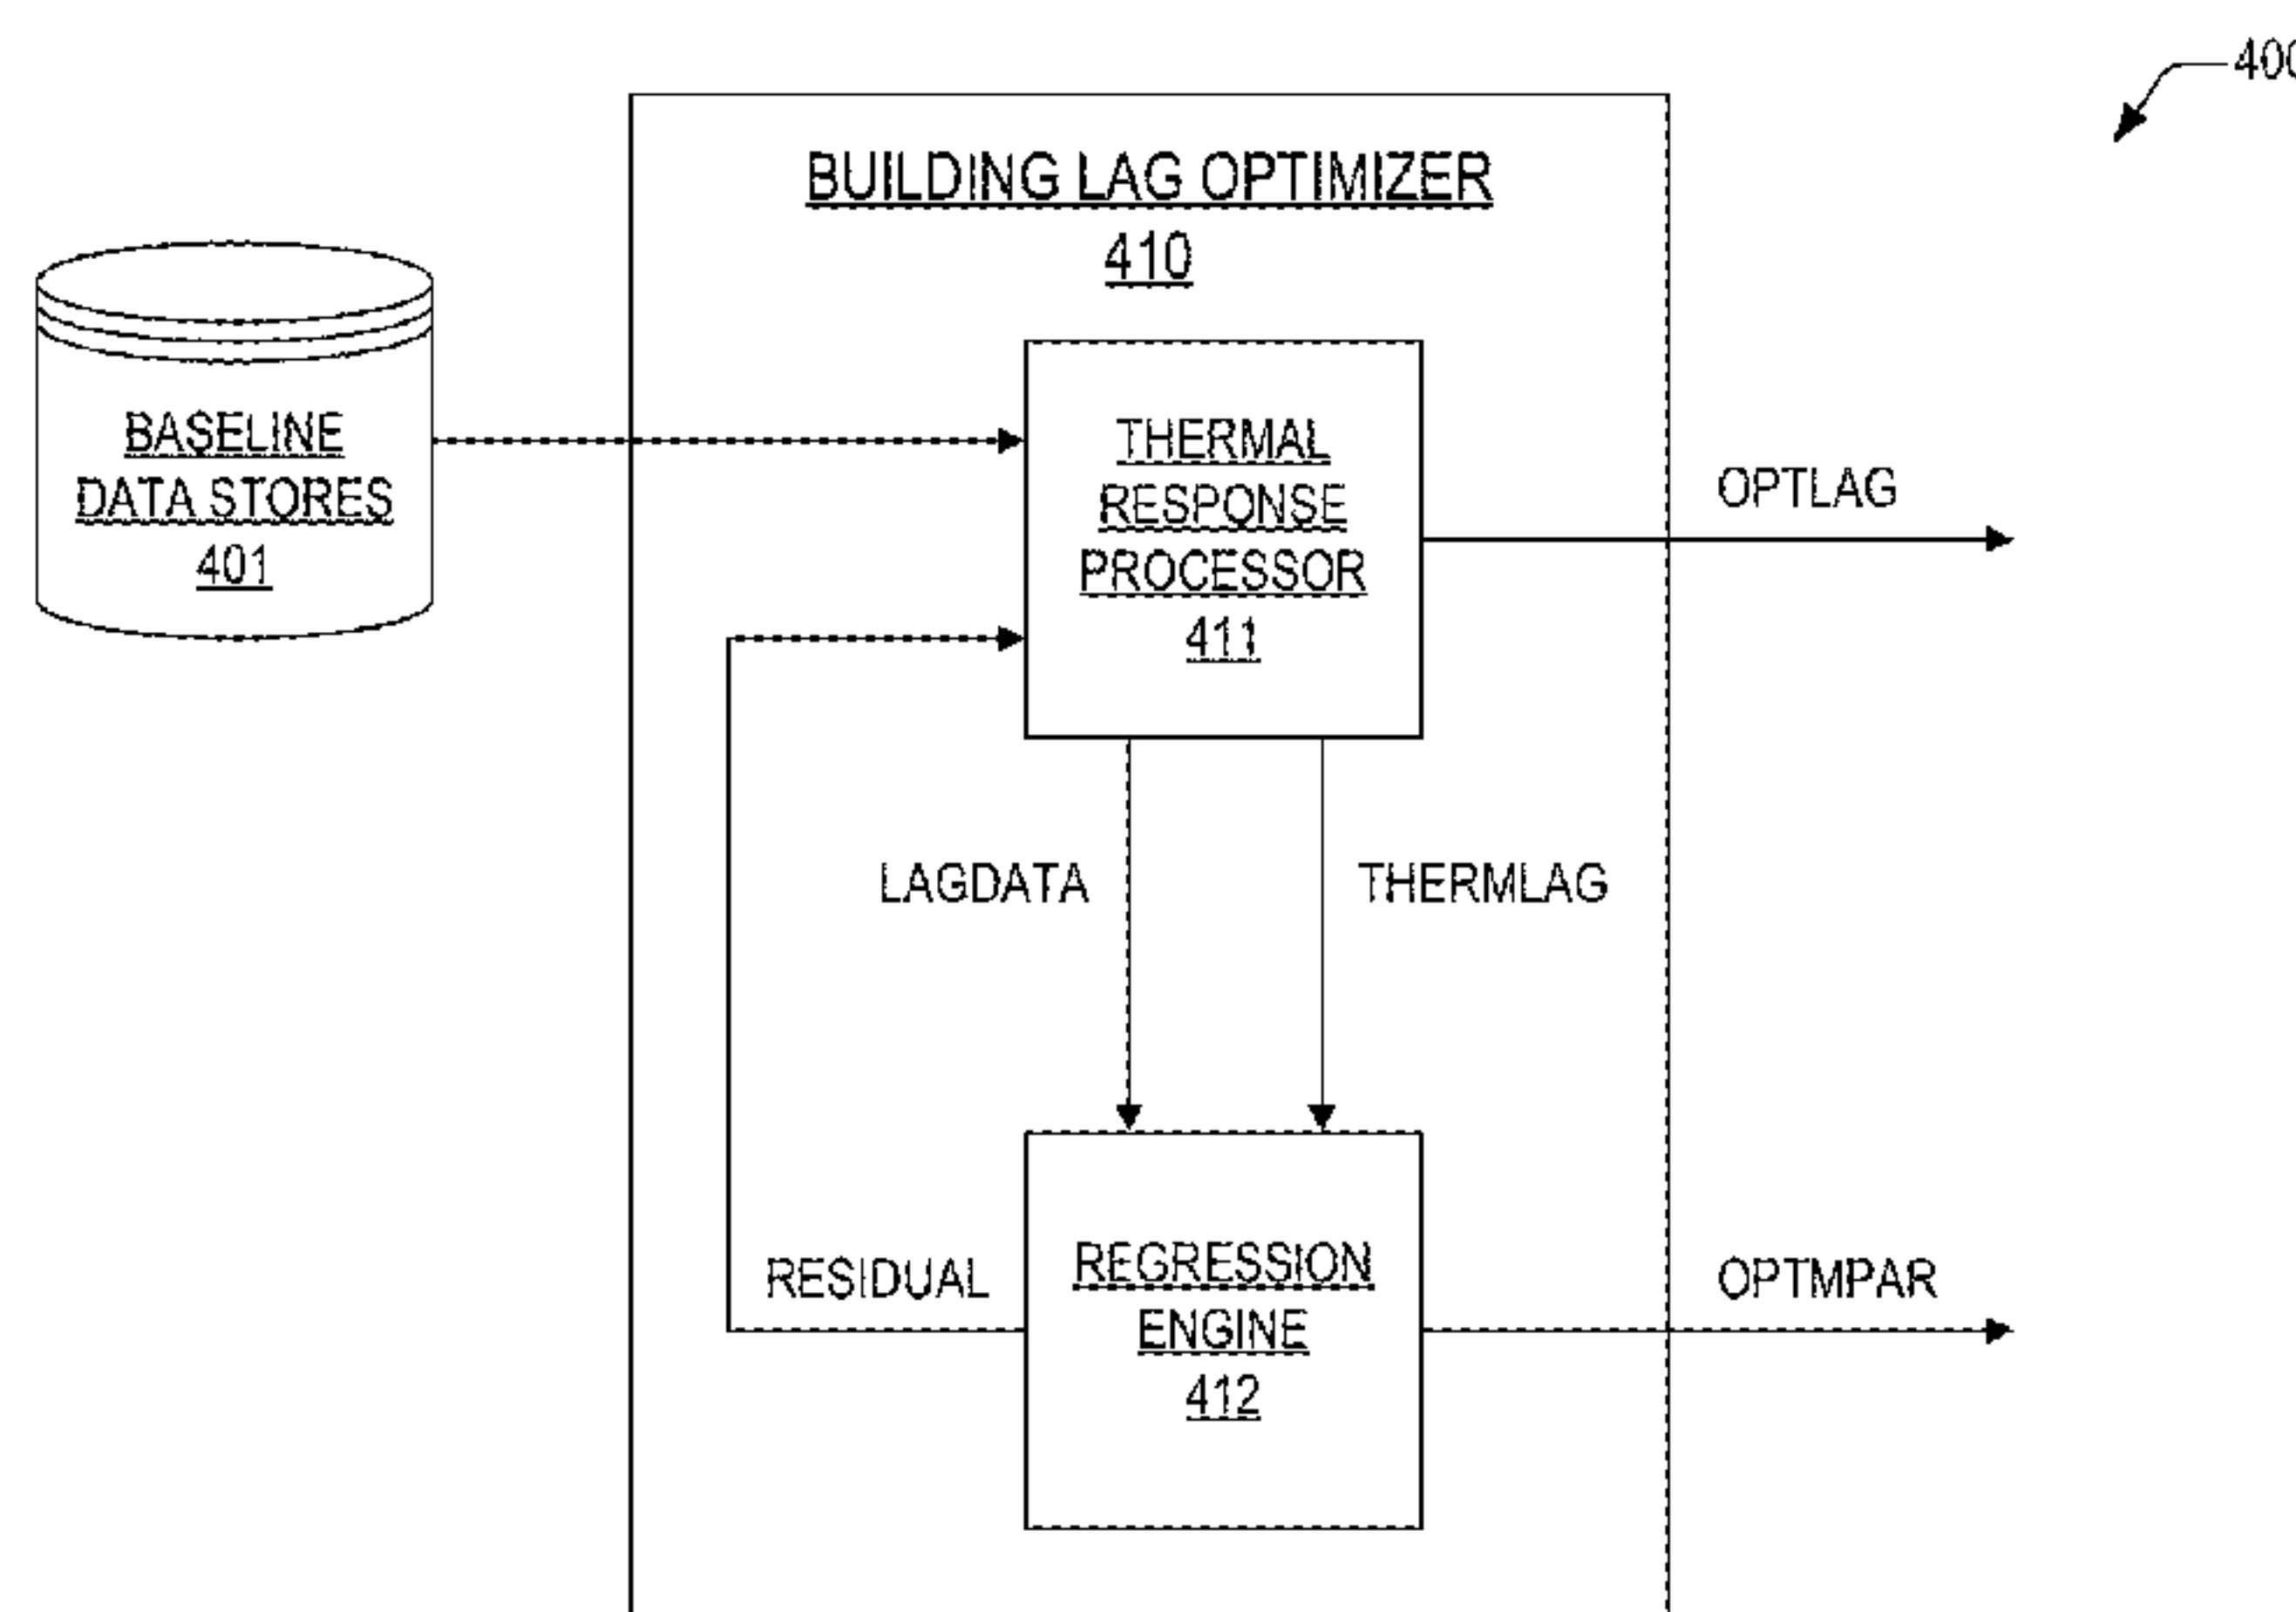 400
BUILDING LAG OPTIMIZER
410
BASELINE
DATA STORES
401
THERMAL
RESPONSE
PROCESSOR
411
OPTLAG
LAGDATA
THERMLAG
RESIDUAL
REGRESSION
ENGINE
412
OPTMPAR